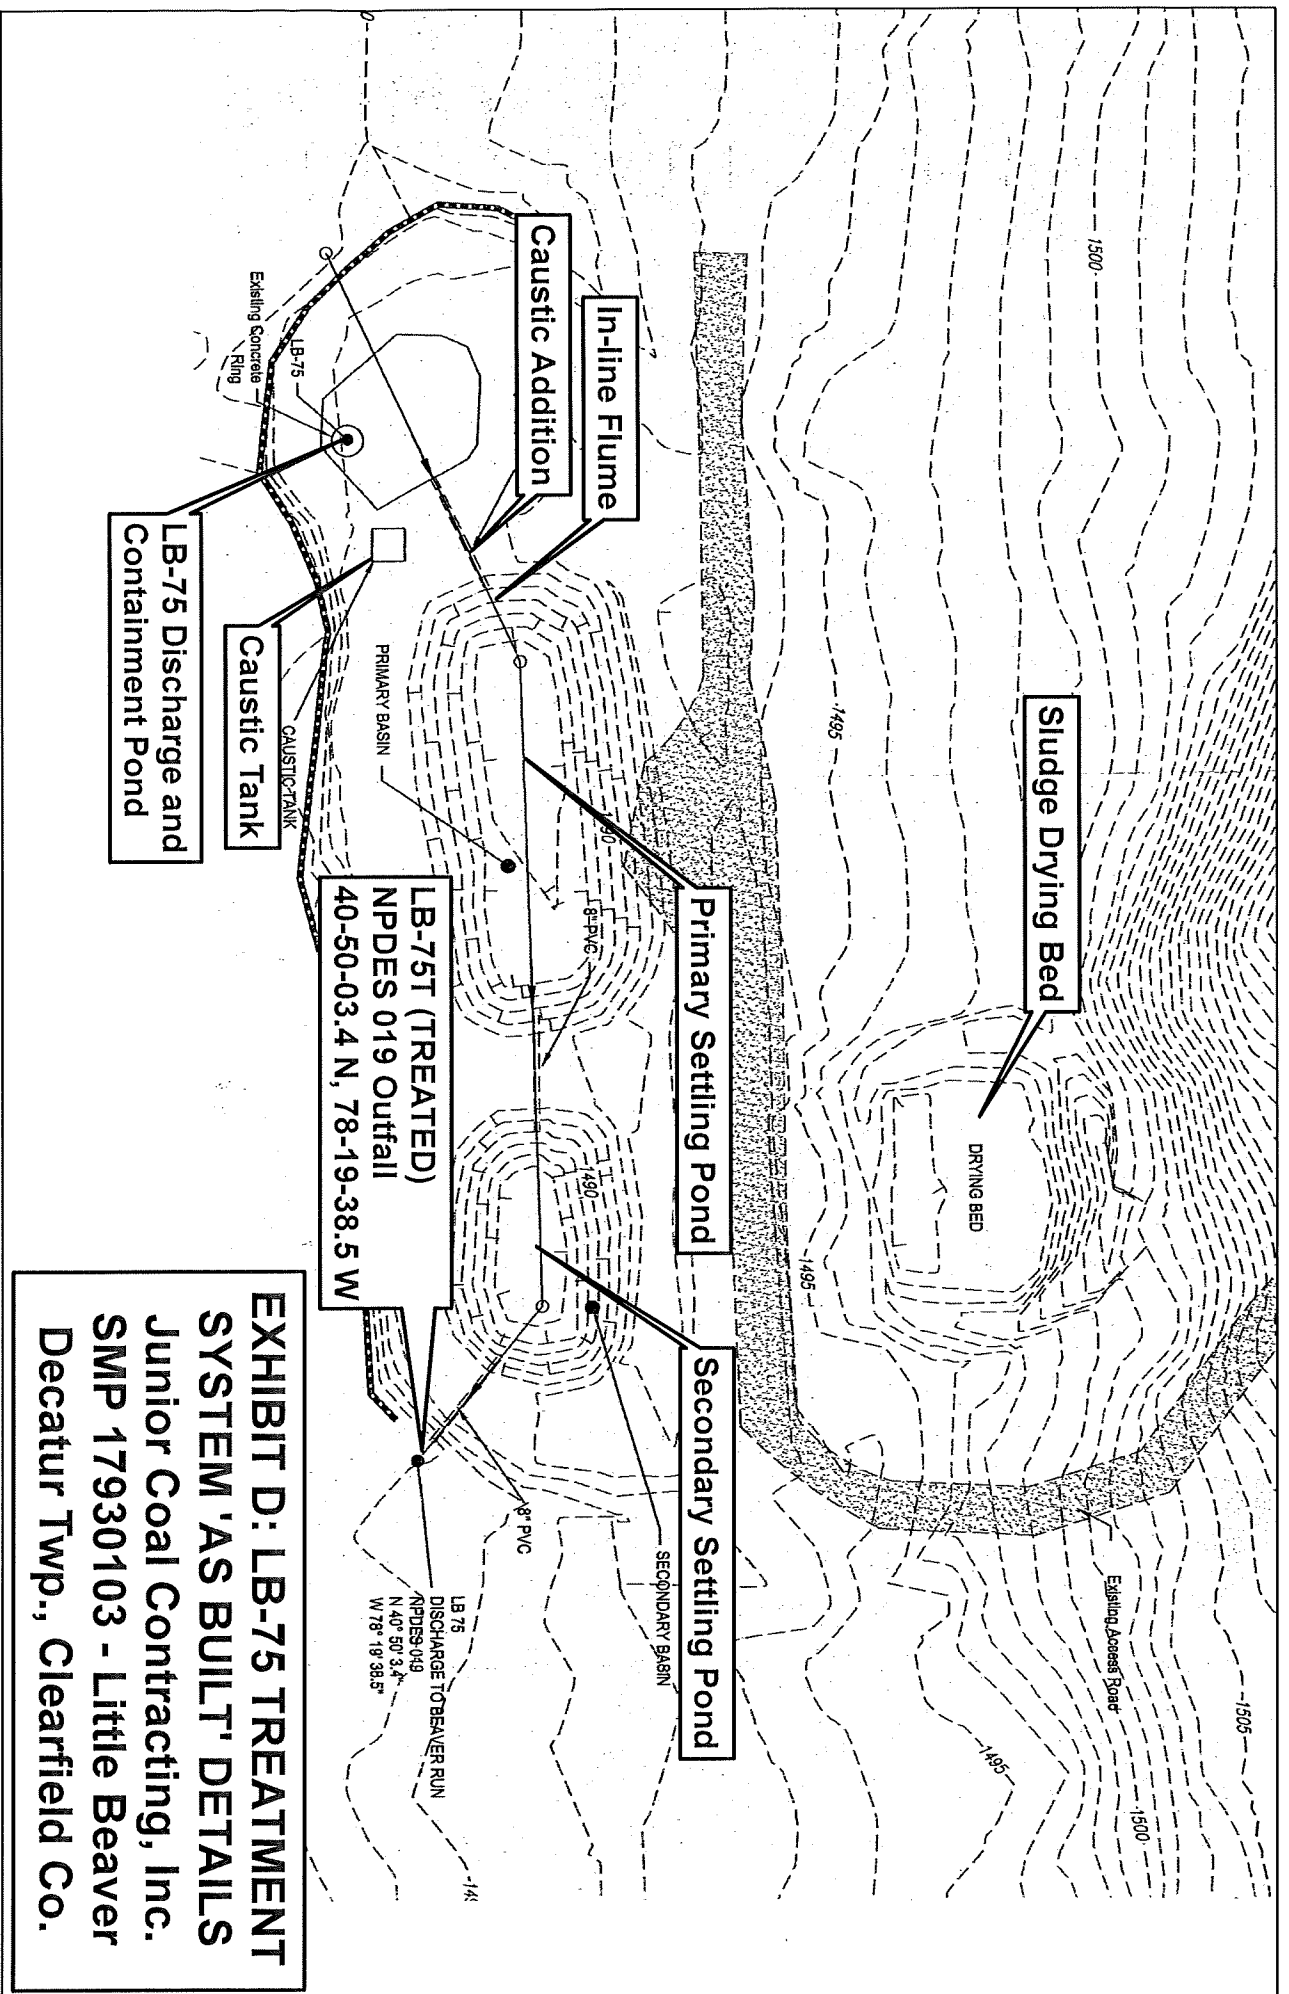 1500
1505
Existing Access Road
1500
1495
Sludge Drying Bed
DRYING BED
1495
1495
In-line Flume
Caustic Addition
Primary Settling Pond
Secondary Settling Pond
1490
8" PVC
1490
SECONDARY BASIN
8" PVC
PRIMARY BASIN
LB-75
Existing Concrete
Ring
CAUSTIC TANK
Caustic Tank
LB-75 Discharge and
Containment Pond
LB-75T (TREATED)
NPDES 019 Outfall
40-50-03.4 N, 78-19-38.5 W
LB 75
DISCHARGE TO BEAVER RUN
NPDES-019
N 40° 50' 3.4"
W 78° 19' 38.5"
EXHIBIT D: LB-75 TREATMENT
SYSTEM 'AS BUILT' DETAILS
Junior Coal Contracting, Inc.
SMP 17930103 - Little Beaver
Decatur Twp., Clearfield Co.